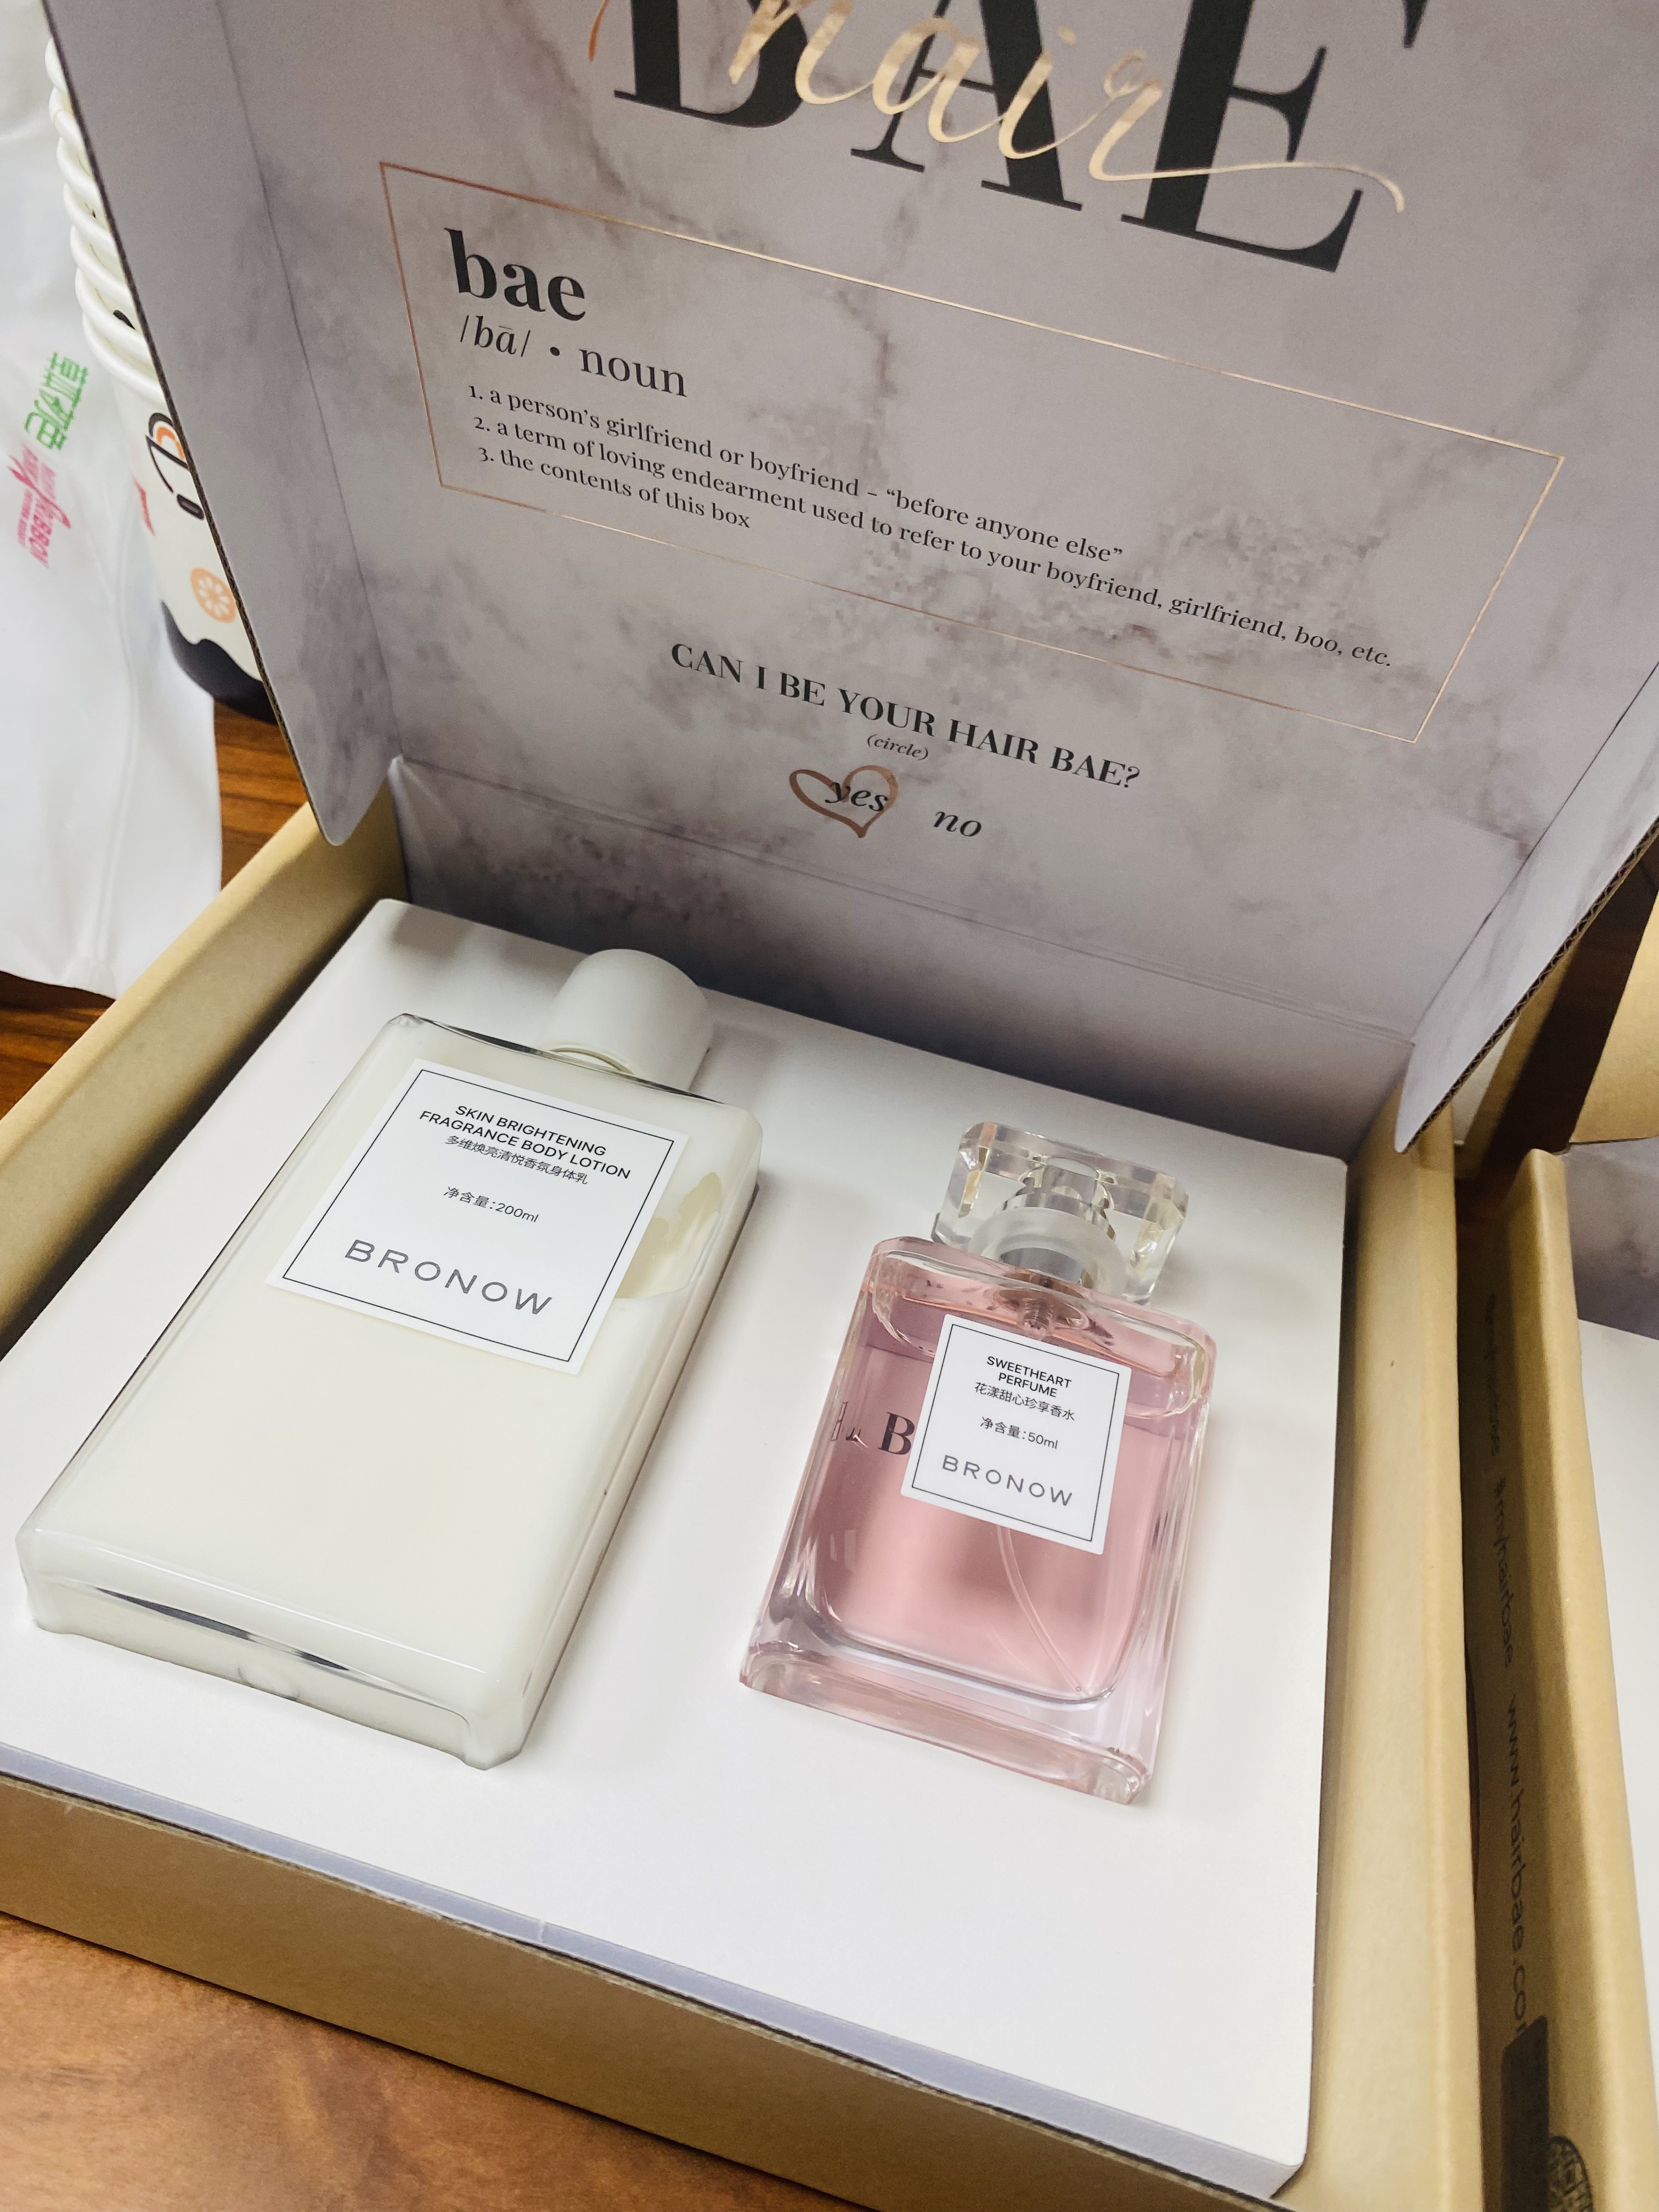 BAE
hair
bae
/bā/ • noun
1. a person's girlfriend or boyfriend – “before anyone else”
2. a term of loving endearment used to refer to your boyfriend, girlfriend, boo, etc.
3. the contents of this box
CAN I BE YOUR HAIR BAE?
(circle)
yes no
SKIN BRIGHTENING
FRAGRANCE BODY LOTION
多维焕亮清悦香氛身体乳
净含量:200ml
BRONOW
SWEETHEART
PERFUME
花漾甜心珍享香水
净含量:50ml
BRONOW
B
#myhairbae www.hairbae.co